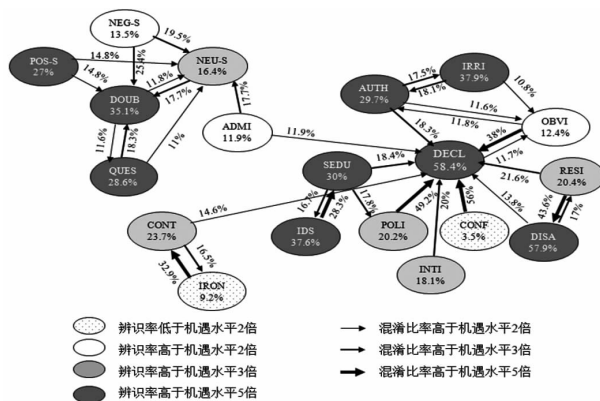 NEG-S
13.5%
19.5%
POS-S
27%
14.8%
14.8%
25.4%
NEU-S
16.4%
11.8%
17.7%
DOUB
35.1%
17.7%
11.6%
18.3%
11%
QUES
28.6%
ADMI
11.9%
11.9%
AUTH
29.7%
17.5%
18.1%
IRRI
37.9%
10.8%
11.6%
11.8%
OBVI
12.4%
18.3%
38%
11.7%
DECL
58.4%
SEDU
30%
18.4%
21.6%
RESI
20.4%
13.8%
43.6%
17%
DISA
57.9%
CONT
23.7%
14.6%
16.5%
32.9%
IRON
9.2%
16.7%
28.3%
IDS
37.6%
17.8%
POLI
20.2%
49.2%
20%
INTI
18.1%
56%
CONF
3.5%
辨识率低于机遇水平2倍
辨识率高于机遇水平2倍
辨识率高于机遇水平3倍
辨识率高于机遇水平5倍
混淆比率高于机遇水平2倍
混淆比率高于机遇水平3倍
混淆比率高于机遇水平5倍